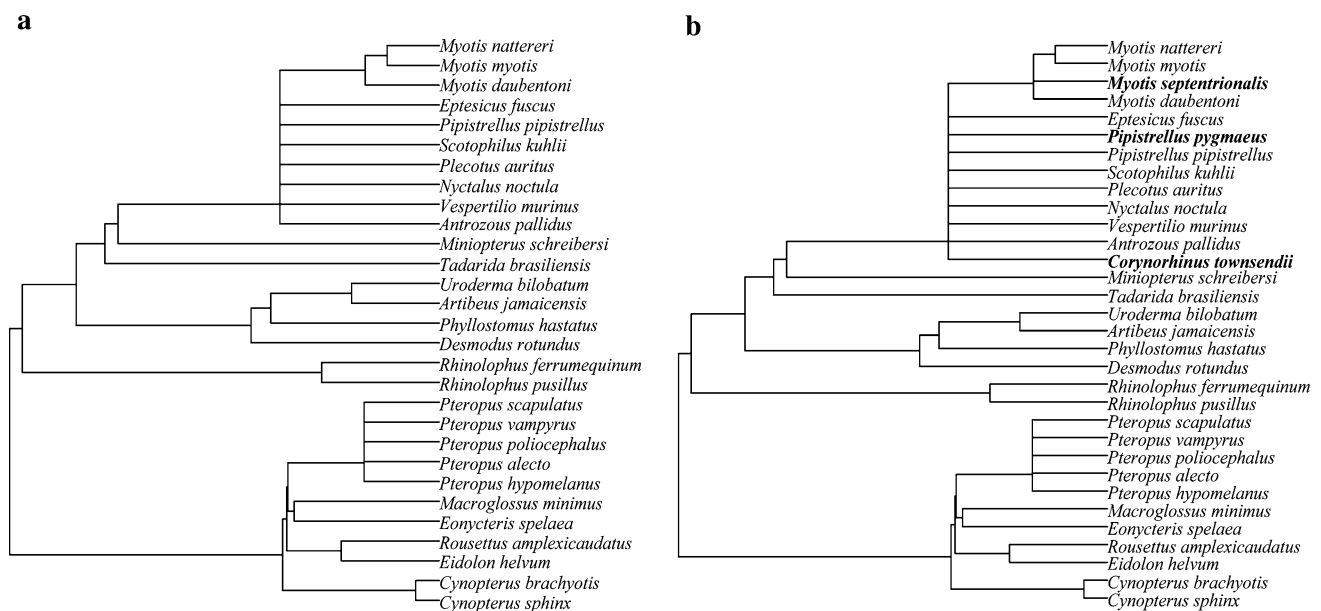 a
Myotis nattereri
Myotis myotis
Myotis daubentoni
Eptesicus fuscus
Pipistrellus pipistrellus
Scotophilus kuhlii
Plecotus auritus
Nyctalus noctula
Vespertilio murinus
Antrozous pallidus
Miniopterus schreibersi
Tadarida brasiliensis
Uroderma bilobatum
Artibeus jamaicensis
Phyllostomus hastatus
Desmodus rotundus
Rhinolophus ferrumequinum
Rhinolophus pusillus
Pteropus scapulatus
Pteropus vampyrus
Pteropus poliocephalus
Pteropus alecto
Pteropus hypomelanus
Macroglossus minimus
Eonycteris spelaea
Rousettus amplexicaudatus
Eidolon helvum
Cynopterus brachyotis
Cynopterus sphinx
b
Myotis nattereri
Myotis myotis
Myotis septentrionalis
Myotis daubentoni
Eptesicus fuscus
Pipistrellus pygmaeus
Pipistrellus pipistrellus
Scotophilus kuhlii
Plecotus auritus
Nyctalus noctula
Vespertilio murinus
Antrozous pallidus
Corynorhinus townsendii
Miniopterus schreibersi
Tadarida brasiliensis
Uroderma bilobatum
Artibeus jamaicensis
Phyllostomus hastatus
Desmodus rotundus
Rhinolophus ferrumequinum
Rhinolophus pusillus
Pteropus scapulatus
Pteropus vampyrus
Pteropus poliocephalus
Pteropus alecto
Pteropus hypomelanus
Macroglossus minimus
Eonycteris spelaea
Rousettus amplexicaudatus
Eidolon helvum
Cynopterus brachyotis
Cynopterus sphinx